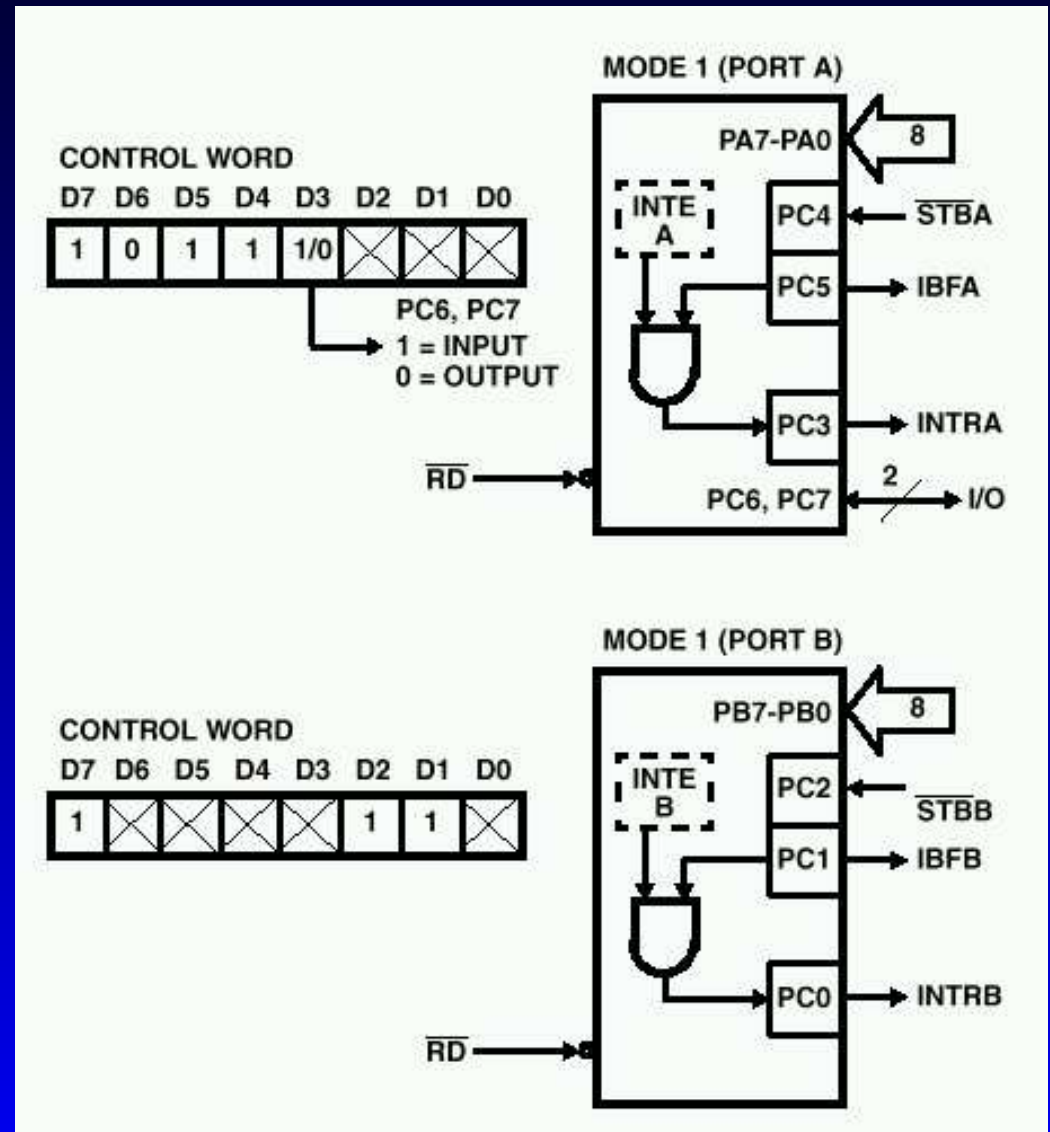 MODE 1 (PORT A)
CONTROL WORD
D7 D6 D5 D4 D3 D2 D1 D0
1 0 1 1 1/0
PC6, PC7
1 = INPUT
0 = OUTPUT
PA7-PA0
8
INTE
A
PC4
STBA
PC5
IBFA
PC3
INTRA
RD
PC6, PC7
2
I/O
MODE 1 (PORT B)
CONTROL WORD
D7 D6 D5 D4 D3 D2 D1 D0
1 1 1
PB7-PB0
8
INTE
B
PC2
STBB
PC1
IBFB
PC0
INTRB
RD